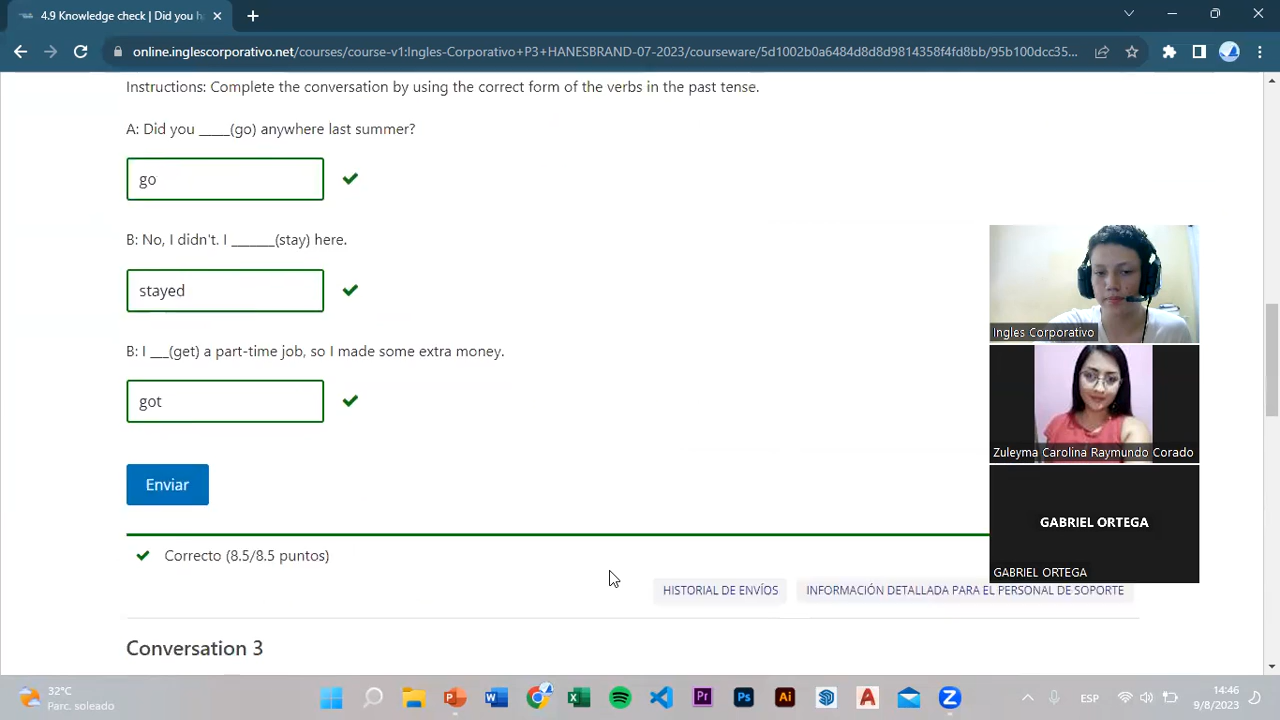 4.9 Knowledge check | Did you h
online.inglescorporativo.net/courses/course-v1:Ingles-Corporativo+P3+HANESBRAND-07-2023/courseware/5d1002b0a6484d8d8d9814358f4fd8bb/95b100dcc35...
Instructions: Complete the conversation by using the correct form of the verbs in the past tense.
A: Did you _____(go) anywhere last summer?
go
B: No, I didn't. I _______(stay) here.
stayed
B: I ___(get) a part-time job, so I made some extra money.
got
Enviar
Correcto (8.5/8.5 puntos)
HISTORIAL DE ENVÍOS
INFORMACIÓN DETALLADA PARA EL PERSONAL DE SOPORTE
Conversation 3
Ingles Corporativo
Zuleyma Carolina Raymundo Corado
GABRIEL ORTEGA
GABRIEL ORTEGA
32°C
Parc. soleado
W
X
Pr
Ps
Ai
A
Z
ESP
14:46
9/8/2023